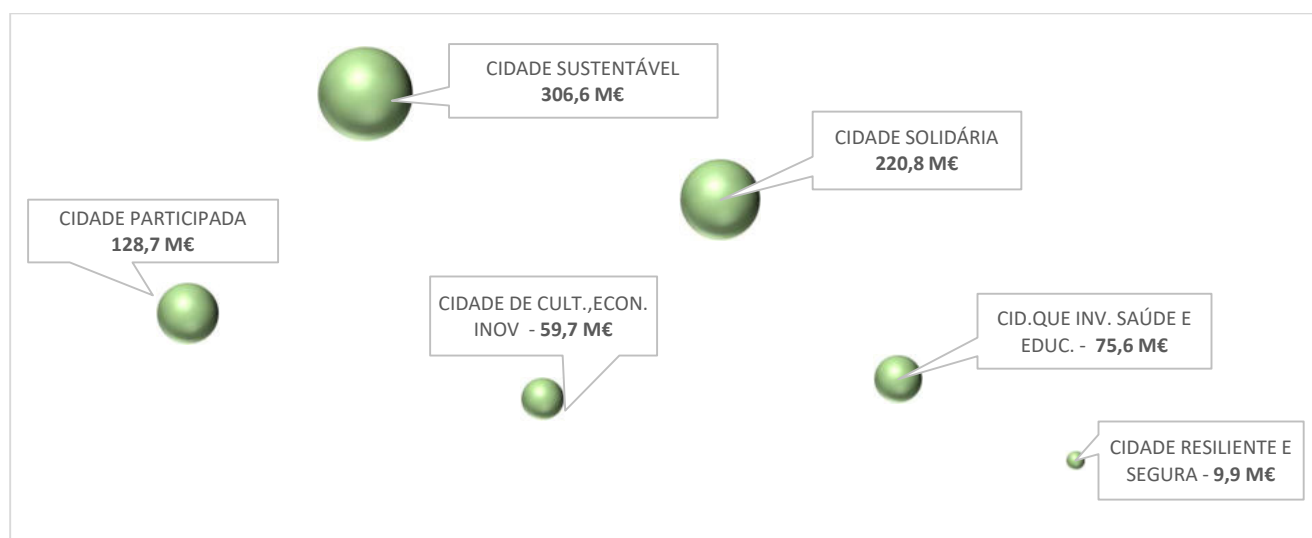 CIDADE SUSTENTÁVEL
306,6 M€
CIDADE SOLIDÁRIA
220,8 M€
CIDADE PARTICIPADA
128,7 M€
CIDADE DE CULT.,ECON.
INOV - 59,7 M€
CID.QUE INV. SAÚDE E
EDUC. - 75,6 M€
CIDADE RESILIENTE E
SEGURA - 9,9 M€